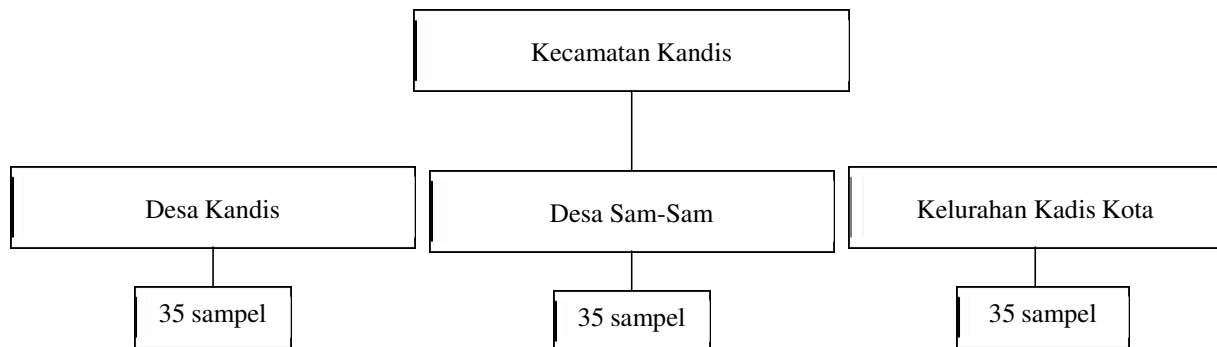 Kecamatan Kandis
Desa Kandis
Desa Sam-Sam
Kelurahan Kadis Kota
35 sampel
35 sampel
35 sampel